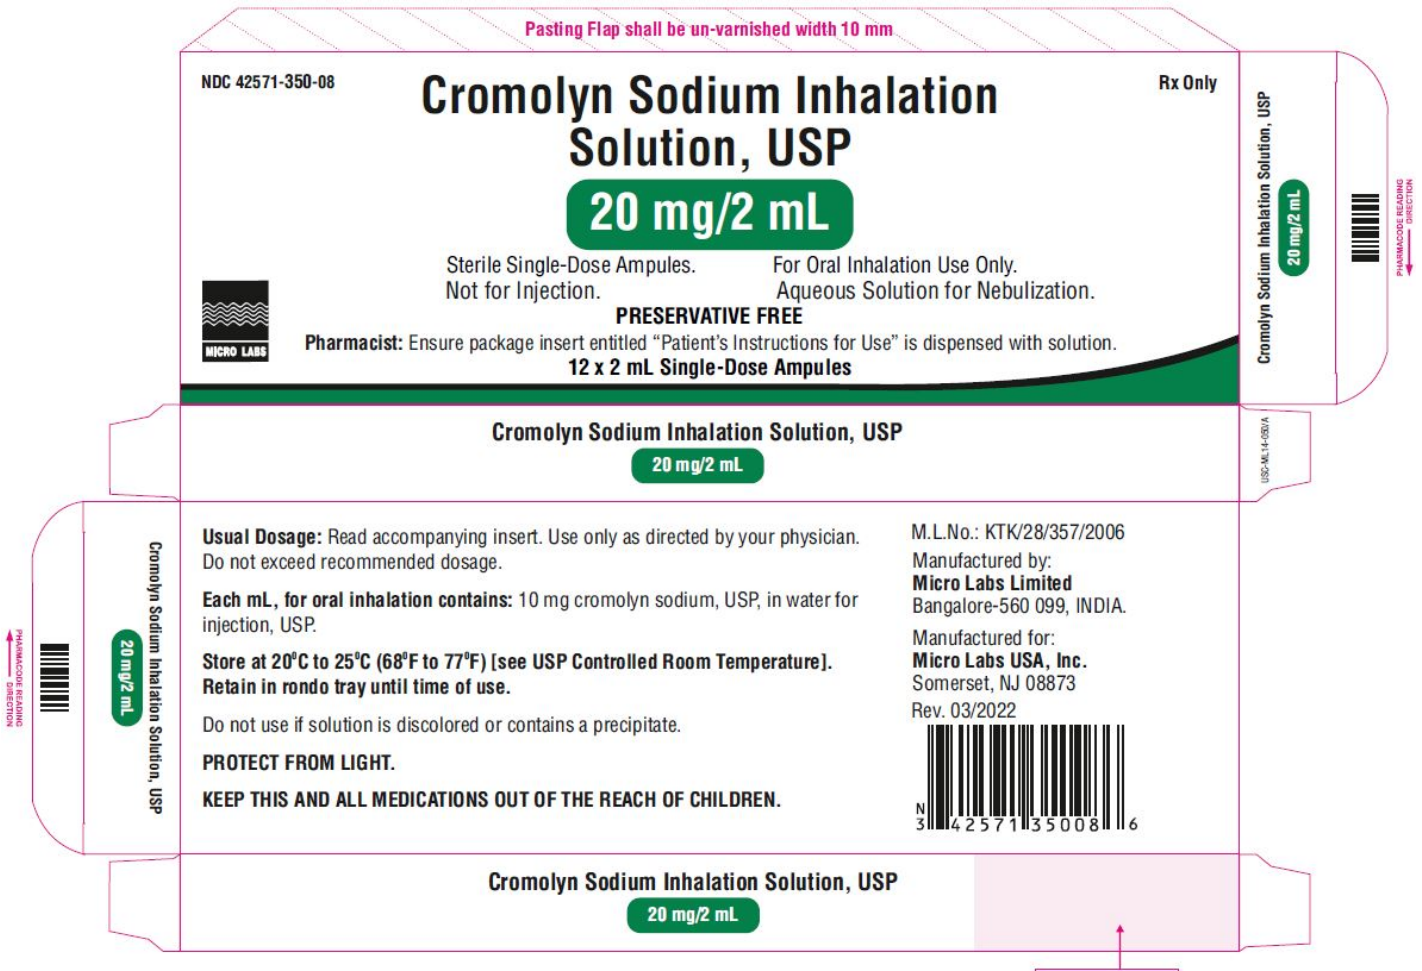 Pasting Flap shall be un-varnished width 10 mm
NDC 42571-350-08
Rx Only
Cromolyn Sodium Inhalation
Solution, USP
20 mg/2 mL
Sterile Single-Dose Ampules.
Not for Injection.
For Oral Inhalation Use Only.
Aqueous Solution for Nebulization.
PRESERVATIVE FREE
MICRO LABS
Pharmacist: Ensure package insert entitled “Patient’s Instructions for Use” is dispensed with solution.
12 x 2 mL Single-Dose Ampules
Cromolyn Sodium Inhalation Solution, USP
20 mg/2 mL
PHARMACODE READING
DIRECTION
Cromolyn Sodium Inhalation Solution, USP
20 mg/2 mL
USC-ML14-050/A
Usual Dosage: Read accompanying insert. Use only as directed by your physician.
Do not exceed recommended dosage.
Each mL, for oral inhalation contains: 10 mg cromolyn sodium, USP, in water for
injection, USP.
Store at 20⁰C to 25⁰C (68⁰F to 77⁰F) [see USP Controlled Room Temperature].
Retain in rondo tray until time of use.
Do not use if solution is discolored or contains a precipitate.
PROTECT FROM LIGHT.
KEEP THIS AND ALL MEDICATIONS OUT OF THE REACH OF CHILDREN.
M.L.No.: KTK/28/357/2006
Manufactured by:
Micro Labs Limited
Bangalore-560 099, INDIA.
Manufactured for:
Micro Labs USA, Inc.
Somerset, NJ 08873
Rev. 03/2022
N
3 42571 35008 6
Cromolyn Sodium Inhalation Solution, USP
20 mg/2 mL
PHARMACODE READING
DIRECTION
Cromolyn Sodium Inhalation Solution, USP
20 mg/2 mL